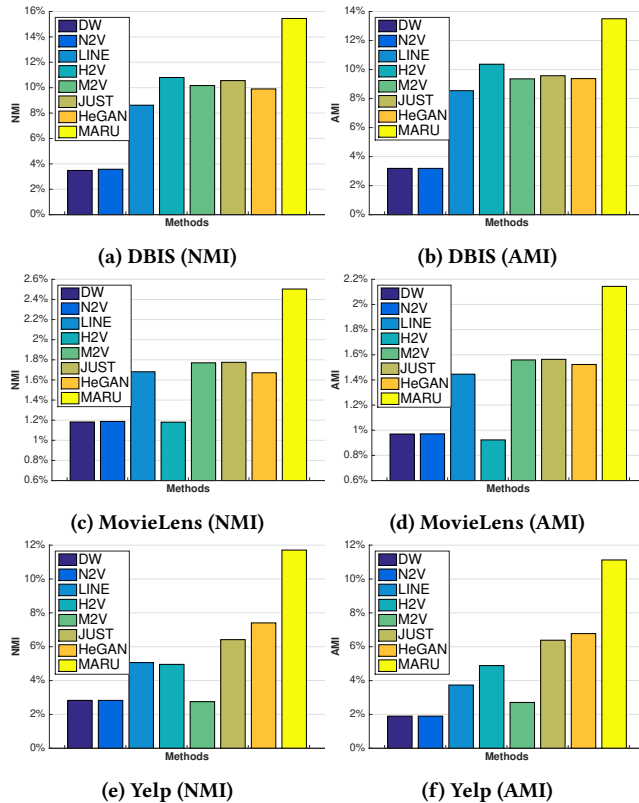 16%
14%
12%
10%
8%
6%
4%
2%
0%
NMI
DW
N2V
LINE
H2V
M2V
JUST
HeGAN
MARU
Methods
(a) DBIS (NMI)
16%
14%
12%
10%
8%
6%
4%
2%
0%
AMI
DW
N2V
LINE
H2V
M2V
JUST
HeGAN
MARU
Methods
(b) DBIS (AMI)
2.6%
2.4%
2.2%
2%
1.8%
1.6%
1.4%
1.2%
1%
0.8%
0.6%
NMI
DW
N2V
LINE
H2V
M2V
JUST
HeGAN
MARU
Methods
(c) MovieLens (NMI)
2.2%
2%
1.8%
1.6%
1.4%
1.2%
1%
0.8%
0.6%
AMI
DW
N2V
LINE
H2V
M2V
JUST
HeGAN
MARU
Methods
(d) MovieLens (AMI)
12%
10%
8%
6%
4%
2%
0%
NMI
DW
N2V
LINE
H2V
M2V
JUST
HeGAN
MARU
Methods
(e) Yelp (NMI)
12%
10%
8%
6%
4%
2%
0%
AMI
DW
N2V
LINE
H2V
M2V
JUST
HeGAN
MARU
Methods
(f) Yelp (AMI)